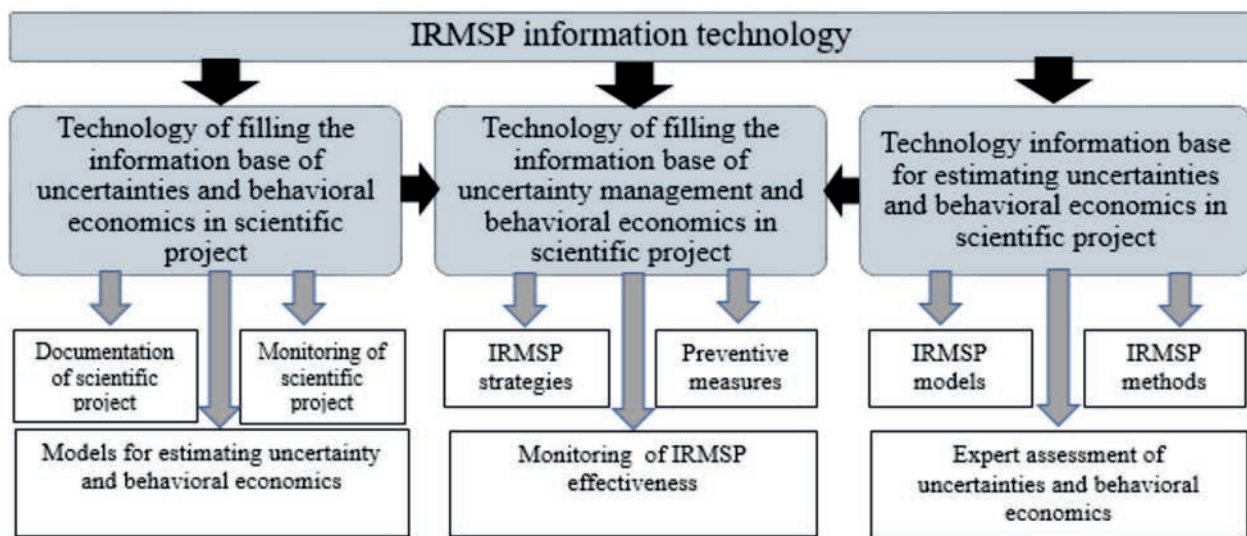 IRMSP information technology
Technology of filling the
information base of
uncertainties and behavioral
economics in scientific
project
Technology of filling the
information base of
uncertainty management and
behavioral economics in
scientific project
Technology information base
for estimating uncertainties
and behavioral economics in
scientific project
Documentation
of scientific
project
Monitoring of
scientific
project
Models for estimating uncertainty
and behavioral economics
IRMSP
strategies
Preventive
measures
Monitoring of IRMSP
effectiveness
IRMSP
models
IRMSP
methods
Expert assessment of
uncertainties and behavioral
economics